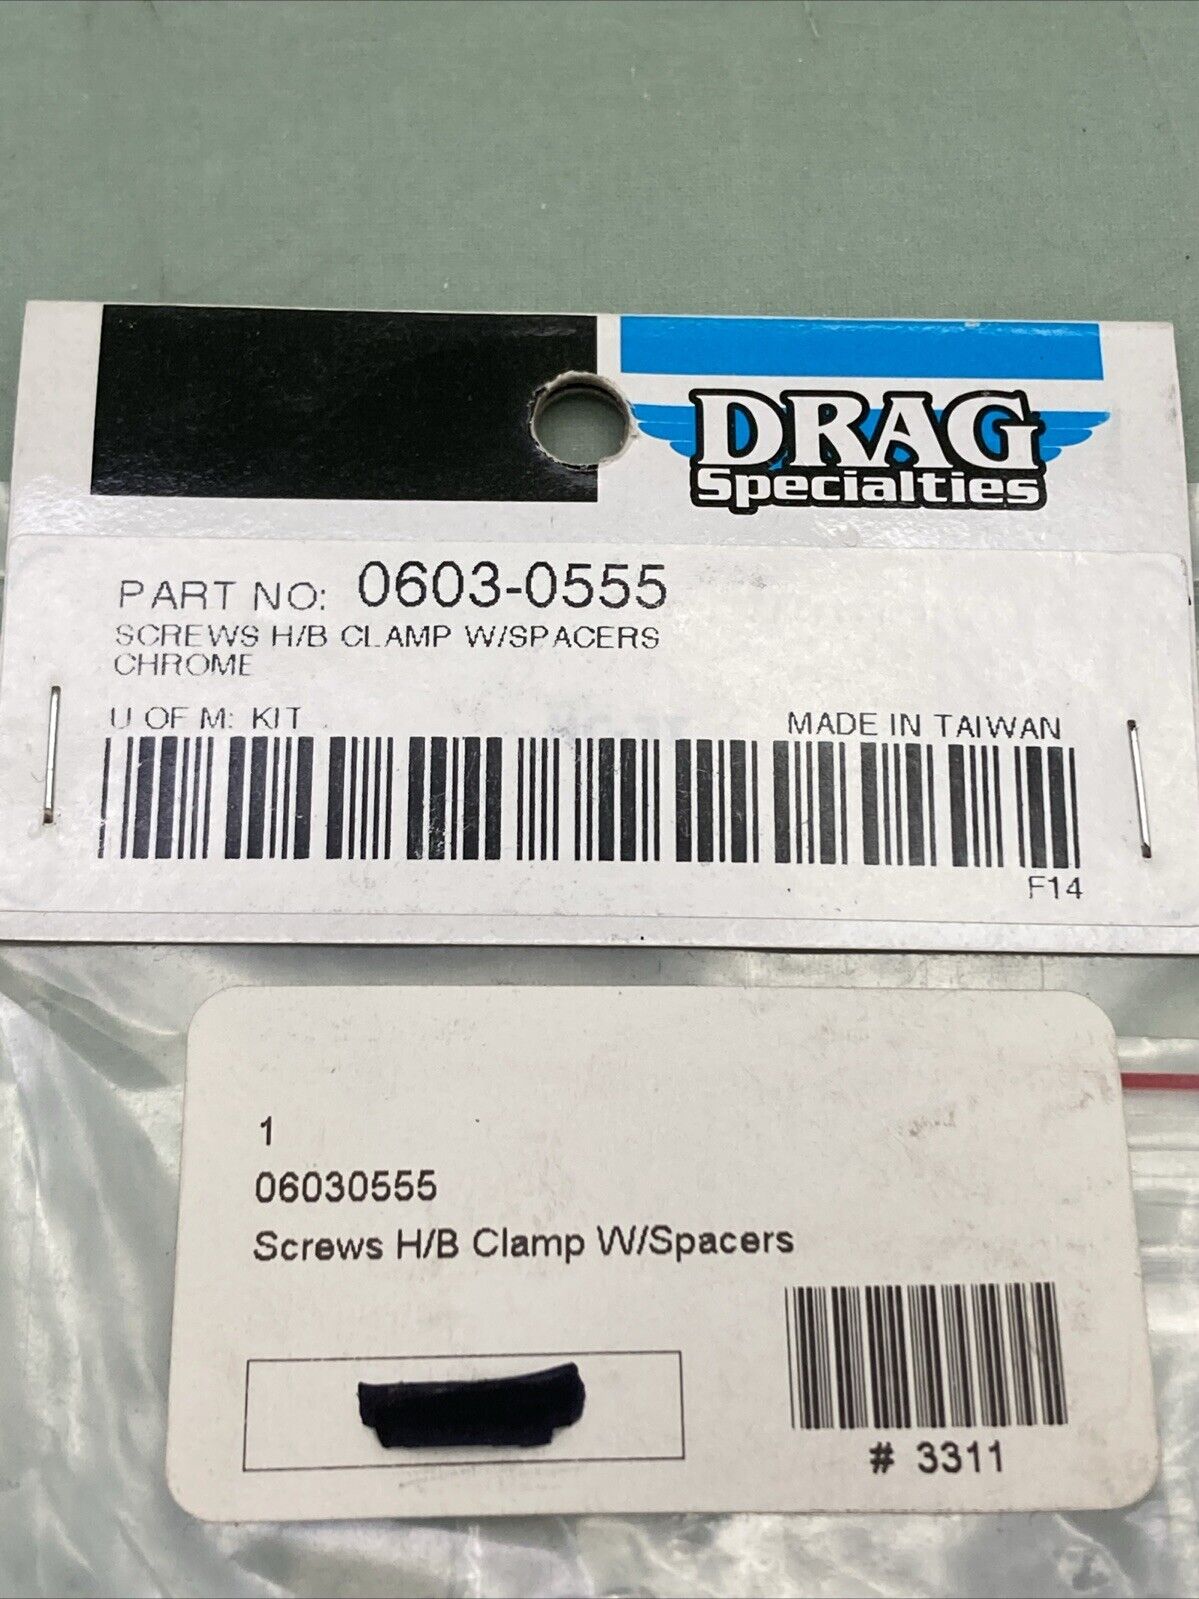 DRAG
Specialties
PART NO: 0603-0555
SCREWS H/B CLAMP W/SPACERS
CHROME
U OF M: KIT
MADE IN TAIWAN
F14
1
06030555
Screws H/B Clamp W/Spacers
# 3311